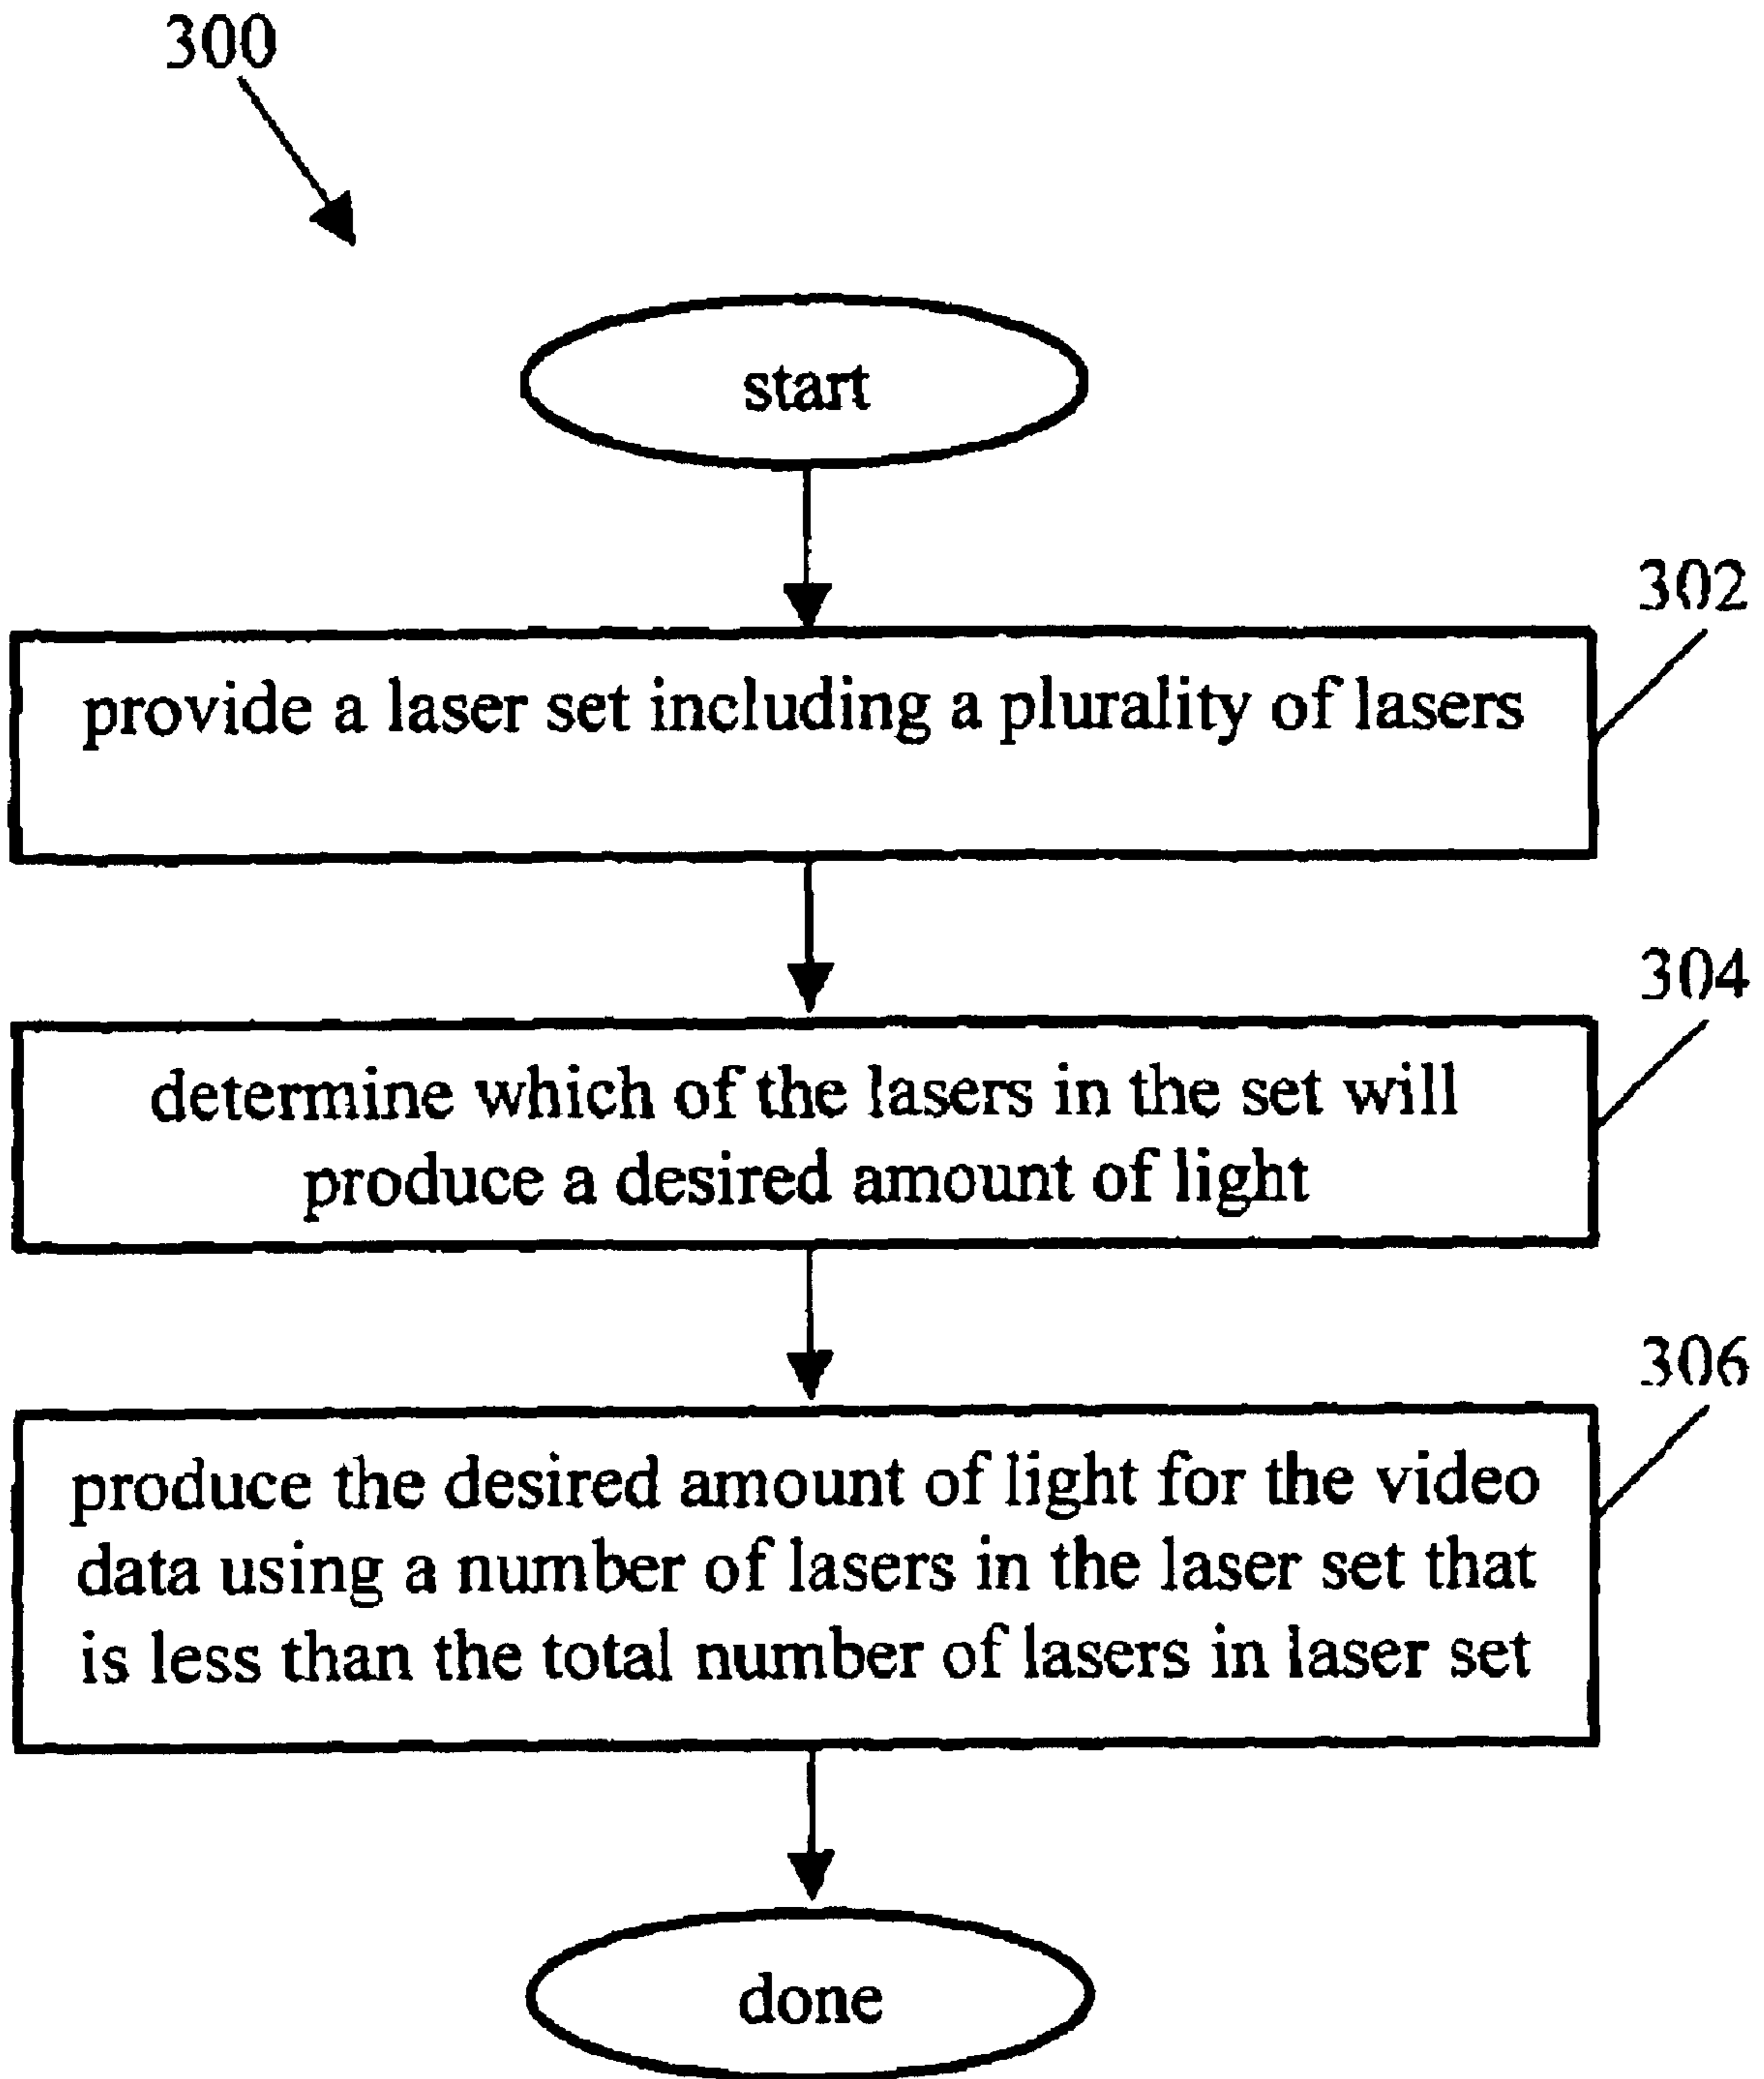 300
start
302
provide a laser set including a plurality of lasers
304
determine which of the lasers in the set will
produce a desired amount of light
306
produce the desired amount of light for the video
data using a number of lasers in the laser set that
is less than the total number of lasers in laser set
done